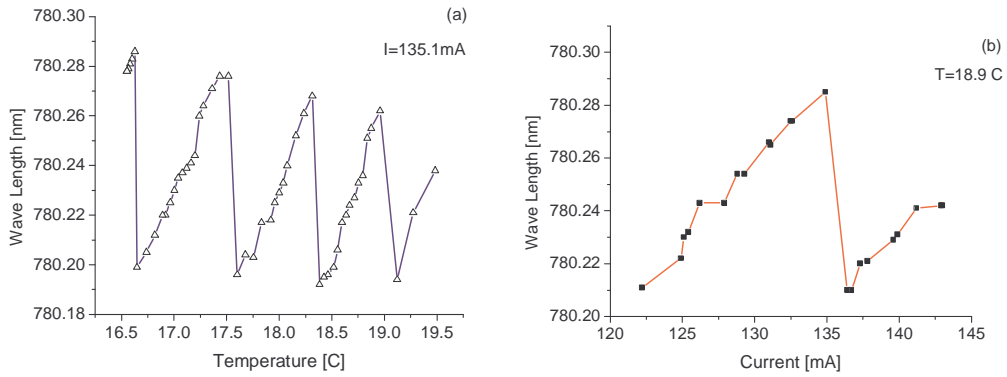 (a)
I=135.1mA
780.30
780.28
780.26
780.24
780.22
780.20
780.18
Wave Length [nm]
16.5 17.0 17.5 18.0 18.5 19.0 19.5
Temperature [C]
(b)
T=18.9 C
780.30
780.28
780.26
780.24
780.22
780.20
Wave Length [nm]
120 125 130 135 140 145
Current [mA]